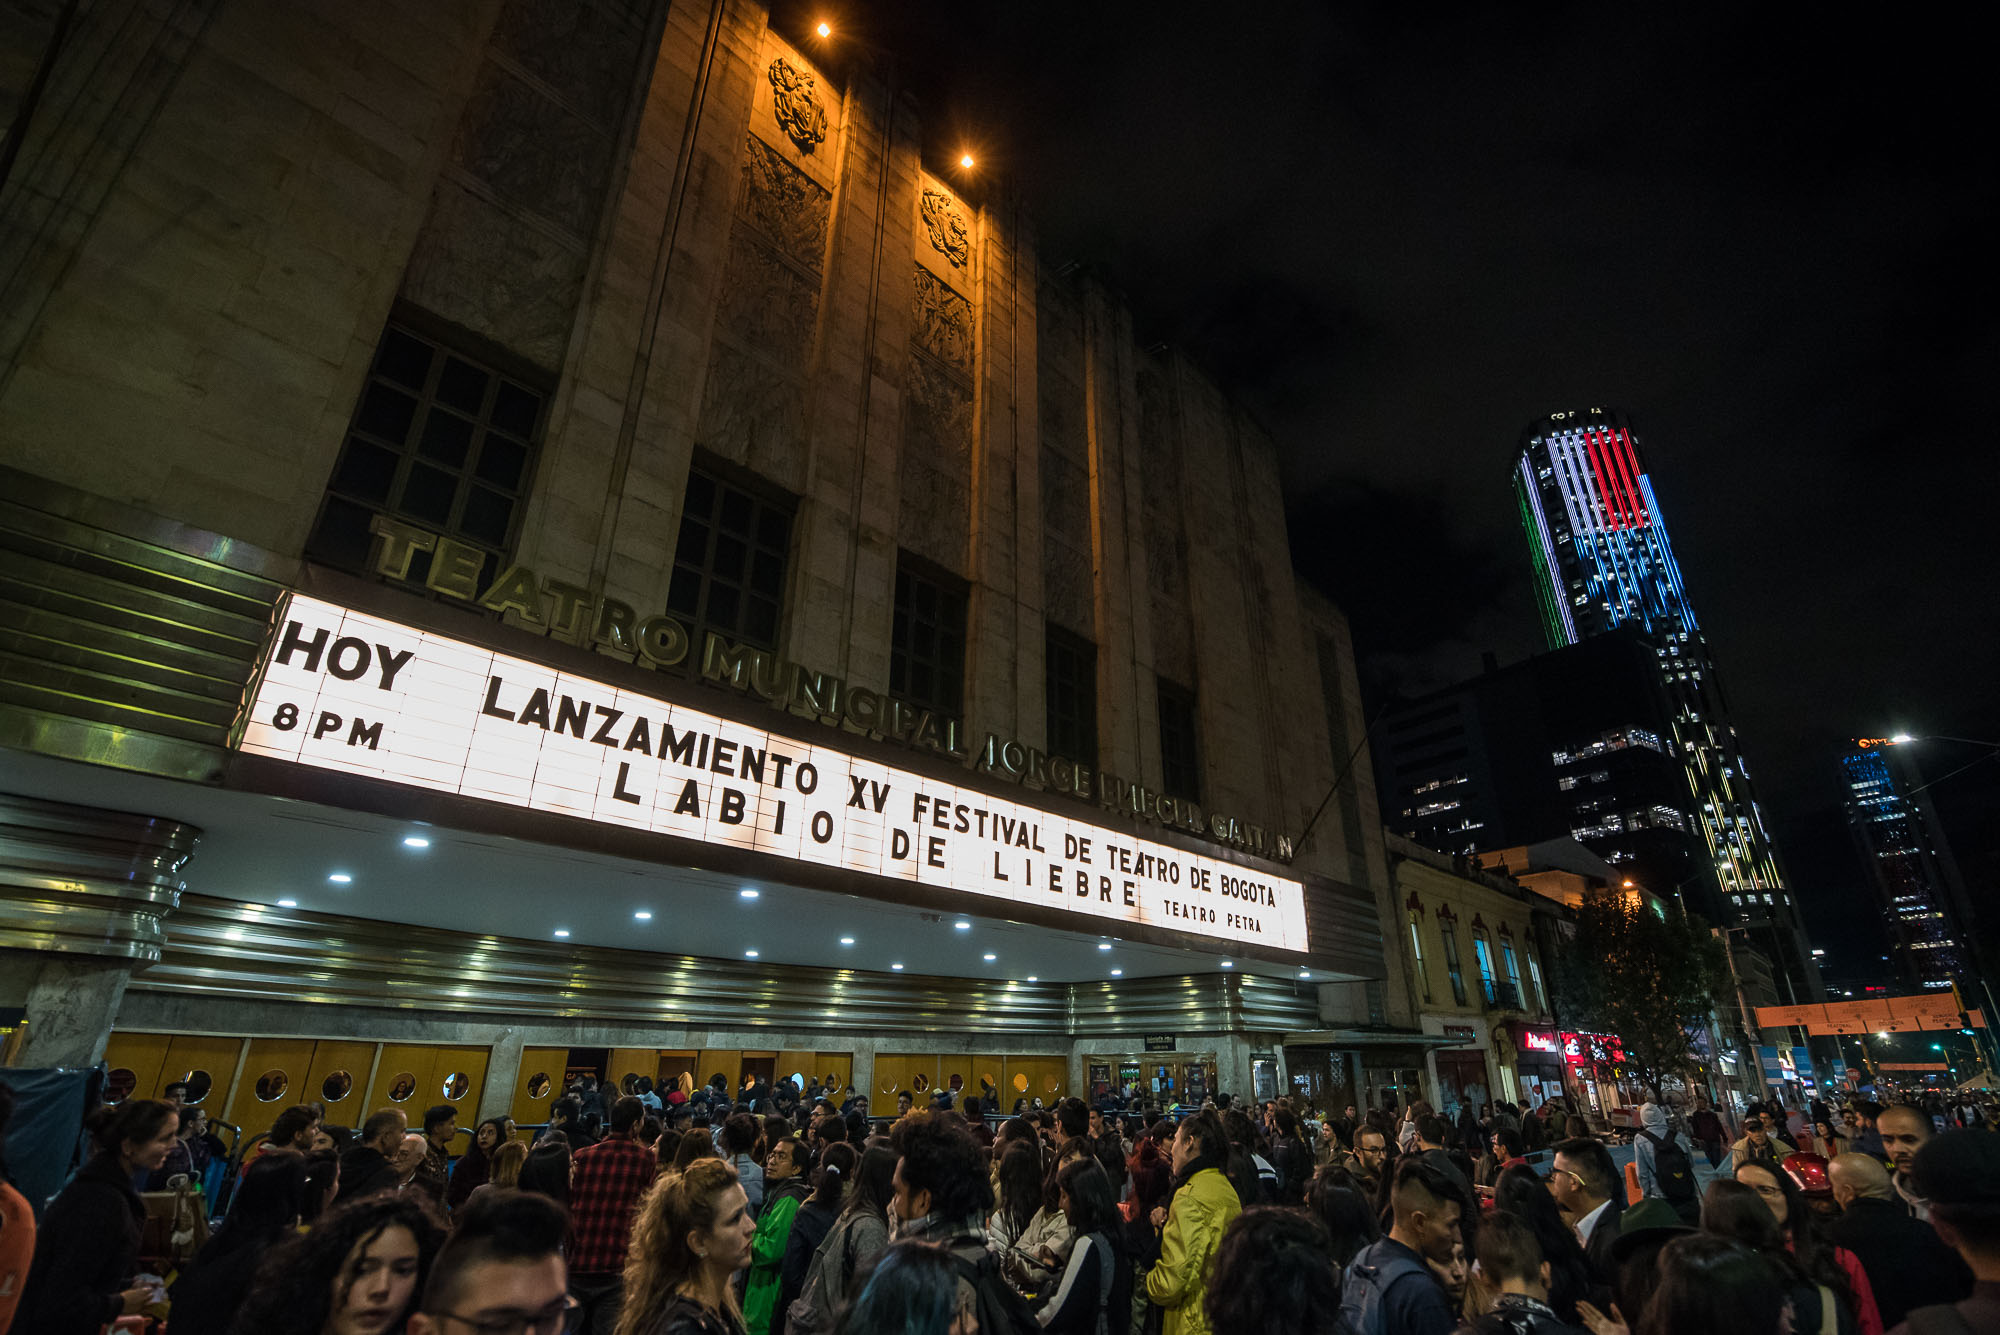 TEATRO MUNICIPAL JORGE ELIECER GAITAN
HOY LANZAMIENTO XV FESTIVAL DE TEATRO DE BOGOTA
8 PM LABIO DE LIEBRE TEATRO PETRA